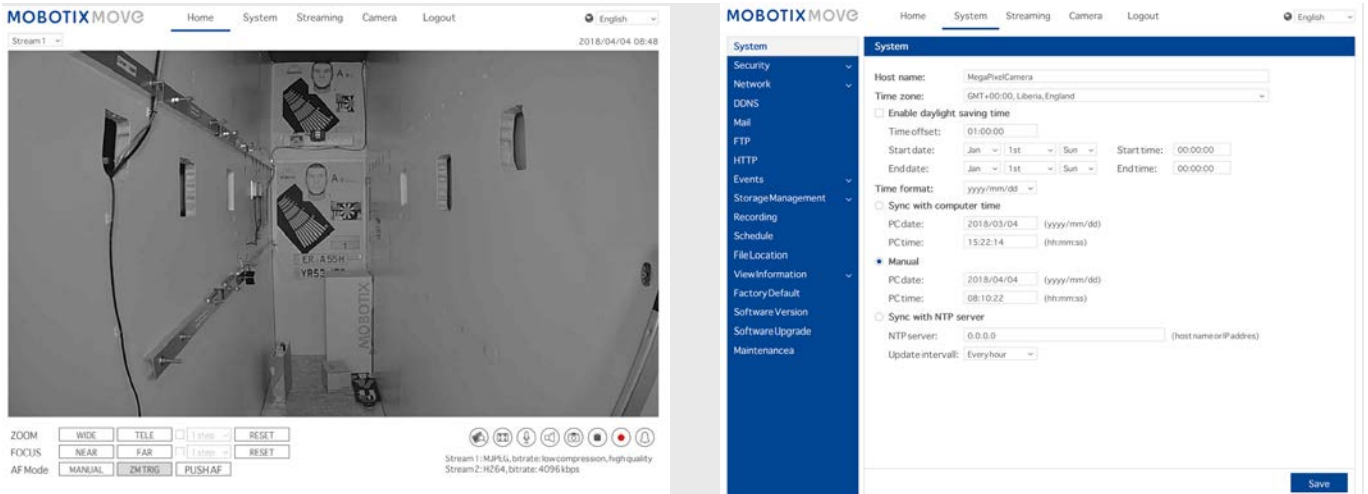 MOBOTIX MOVE
Home System Streaming Camera Logout
English
Stream 1
2018/04/04 08:48
ER A55H
MOBOTIX
ZOOM WIDE TELE 1 step RESET
FOCUS NEAR FAR 1 step RESET
AF Mode MANUAL ZM TRIG PUSH AF
Stream 1: MJPEG, bitrate: low compression, high quality
Stream 2: HZ64, bitrate: 4096 kbps
MOBOTIX MOVE
Home System Streaming Camera Logout
English
System
Security
Network
DDNS
Mail
FTP
HTTP
Events
Storage Management
Recording
Schedule
File Location
View Information
Factory Default
Software Version
Software Upgrade
Maintenancea
System
Host name: MegaPixelCamera
Time zone: GMT+00:00, Liberia, England
Enable daylight saving time
Time offset: 01:00:00
Start date: Jan 1st Sun Start time: 00:00:00
End date: Jan 1st Sun End time: 00:00:00
Time format: yyyy/mm/dd
Sync with computer time
PC date: 2018/03/04 (yyyy/mm/dd)
PC time: 15:22:14 (hh:mm:ss)
Manual
PC date: 2018/04/04 (yyyy/mm/dd)
PC time: 08:10:22 (hh:mm:ss)
Sync with NTP server
NTP server: 0.0.0.0 (host name or IP addres)
Update intervall: Every hour
Save